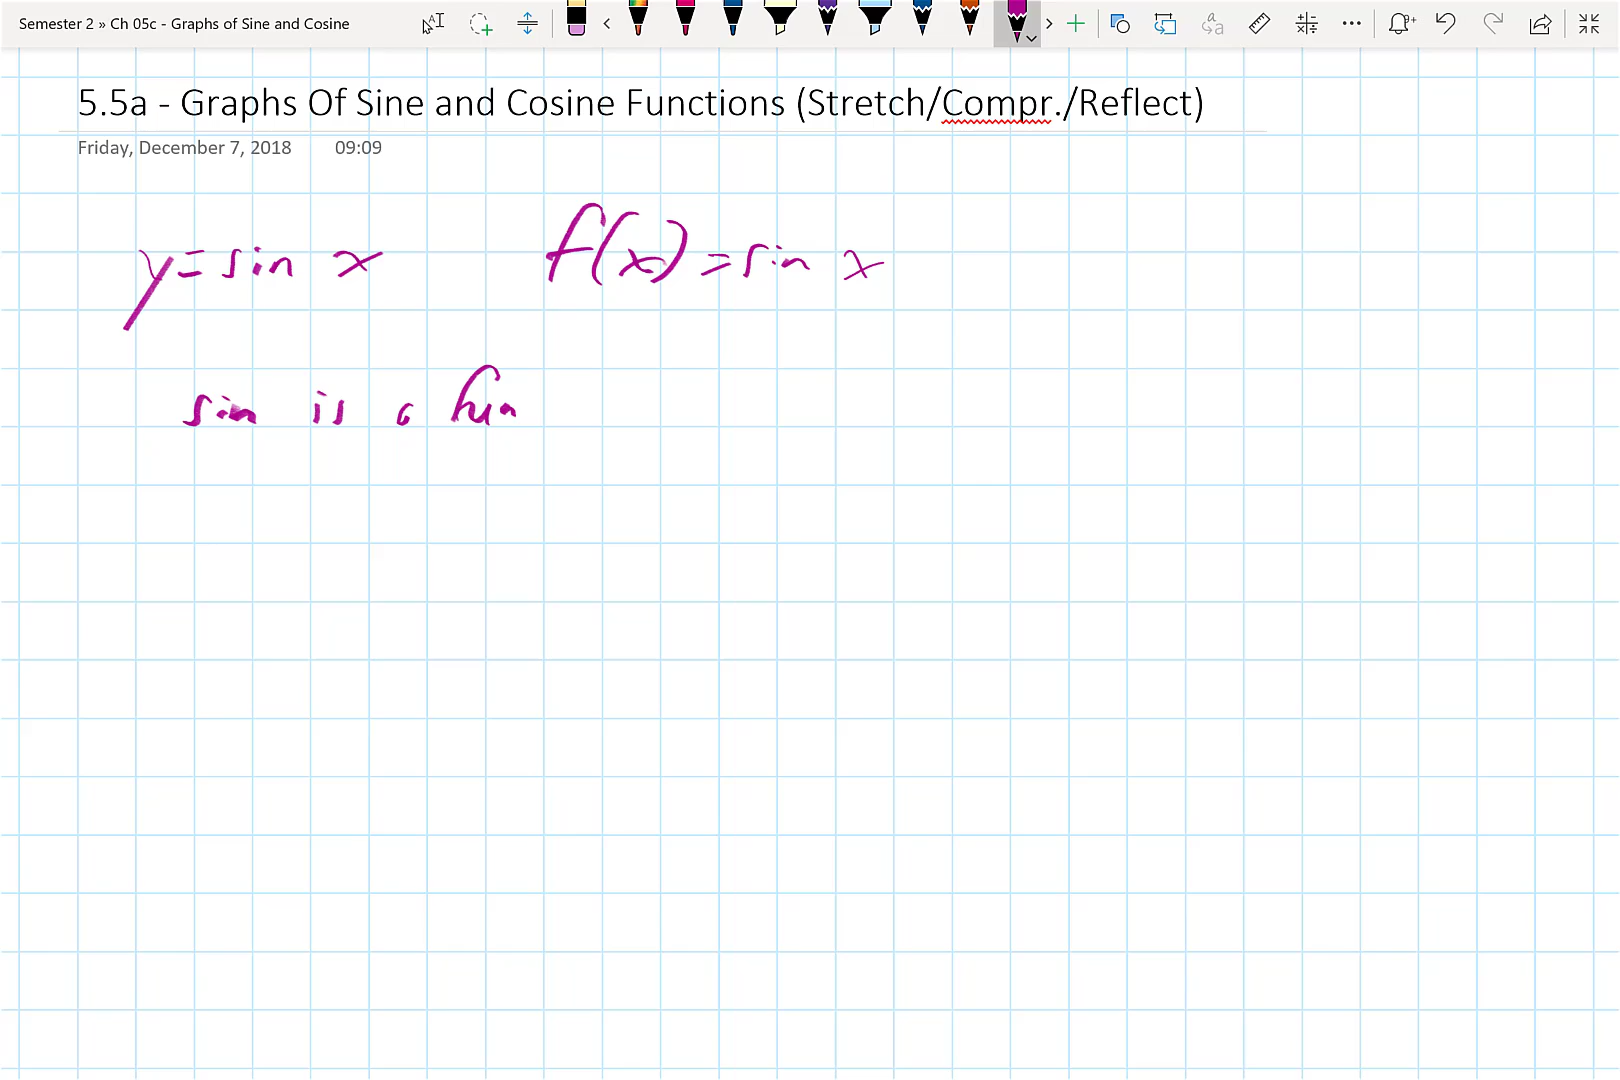 Semester 2 » Ch 05c - Graphs of Sine and Cosine
5.5a - Graphs Of Sine and Cosine Functions (Stretch/Compr./Reflect)
Friday, December 7, 2018 09:09
y = sin x f(x) = sin x
sin is a fun